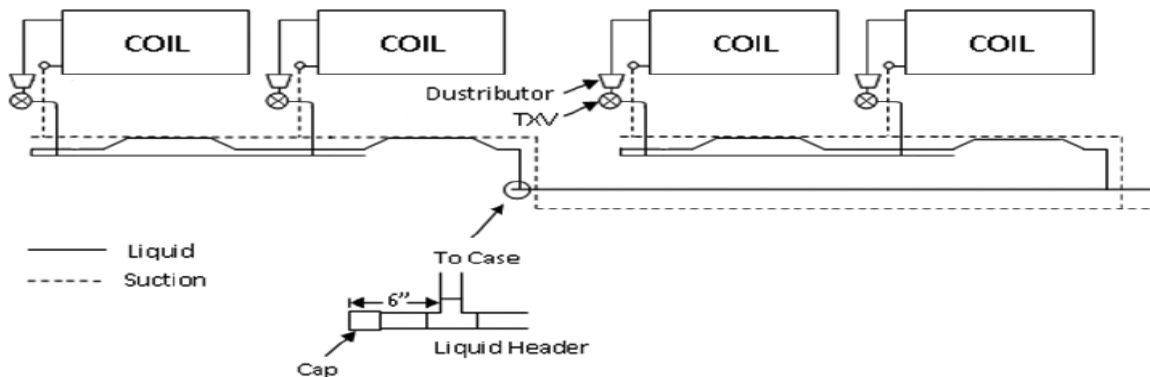 COIL COIL COIL COIL
Dustributor
TXV
To Case
Liquid
Suction
6"
Liquid Header
Cap